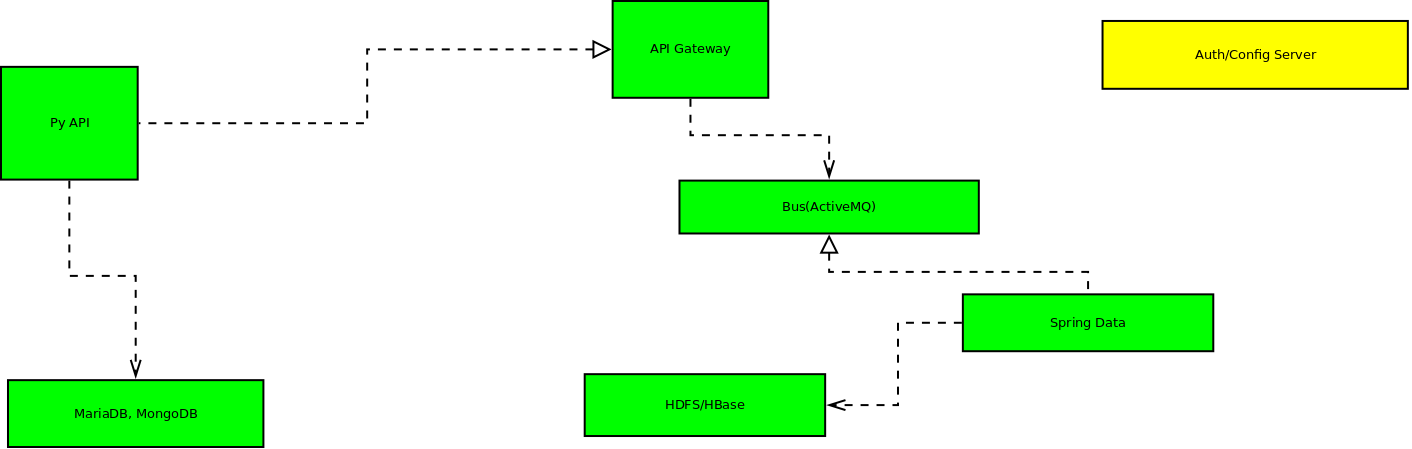 API Gateway
Auth/Config Server
Py API
Bus(ActiveMQ)
Spring Data
HDFS/HBase
MariaDB, MongoDB